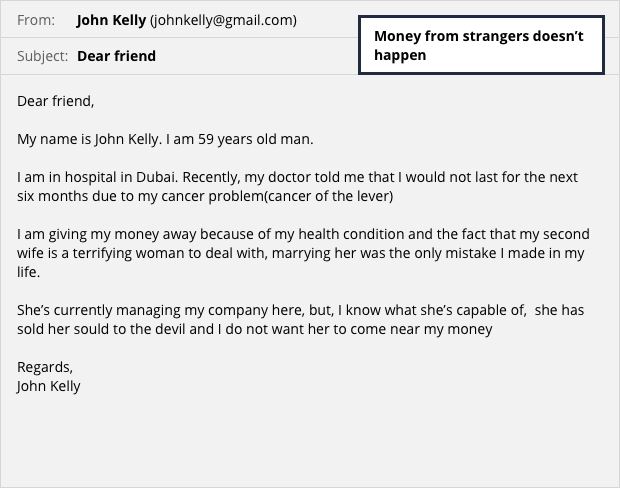 From: John Kelly (johnkelly@gmail.com)
Money from strangers doesn't
happen
Subject: Dear friend
Dear friend,
My name is John Kelly. I am 59 years old man.
I am in hospital in Dubai. Recently, my doctor told me that I would not last for the next
six months due to my cancer problem(cancer of the lever)
I am giving my money away because of my health condition and the fact that my second
wife is a terrifying woman to deal with, marrying her was the only mistake I made in my
life.
She's currently managing my company here, but, I know what she's capable of,  she has
sold her sould to the devil and I do not want her to come near my money
Regards,
John Kelly